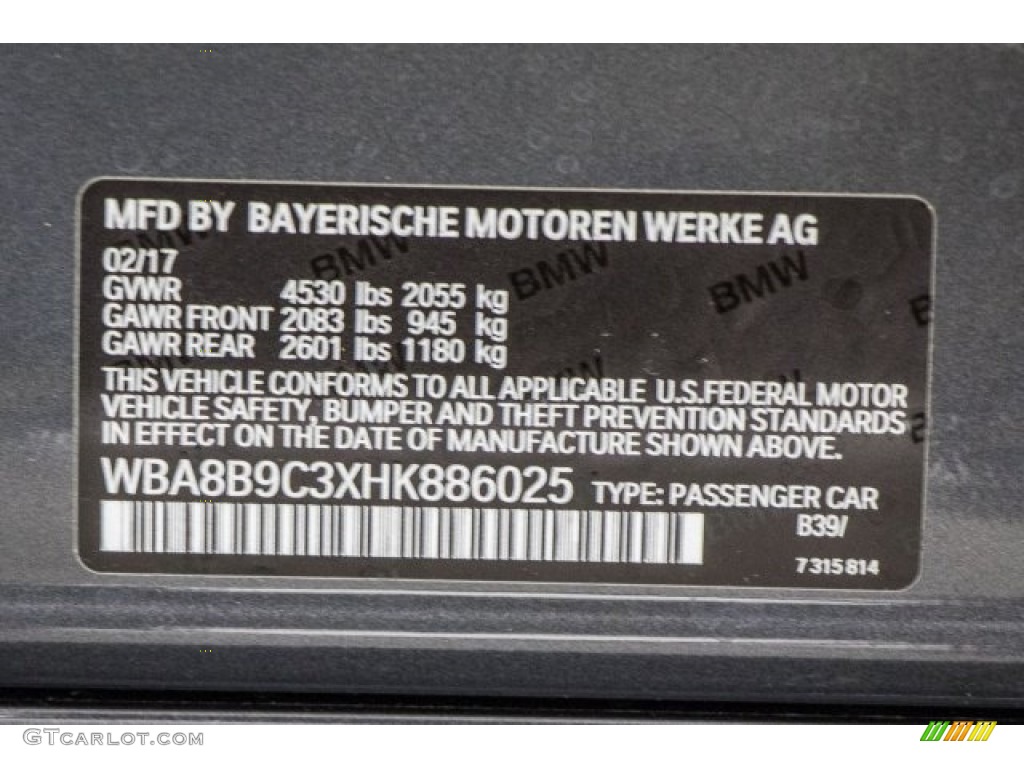 MFD BY BAYERISCHE MOTOREN WERKE AG
02/17
GVWR 4530 lbs 2055 kg
GAWR FRONT 2083 lbs 945 kg
GAWR REAR 2601 lbs 1180 kg
THIS VEHICLE CONFORMS TO ALL APPLICABLE U.S.FEDERAL MOTOR
VEHICLE SAFETY, BUMPER AND THEFT PREVENTION STANDARDS
IN EFFECT ON THE DATE OF MANUFACTURE SHOWN ABOVE.
WBA8B9C3XHK886025 TYPE: PASSENGER CAR
B39/
7315814
BMW BMW BMW BMW
GTCarLot.com